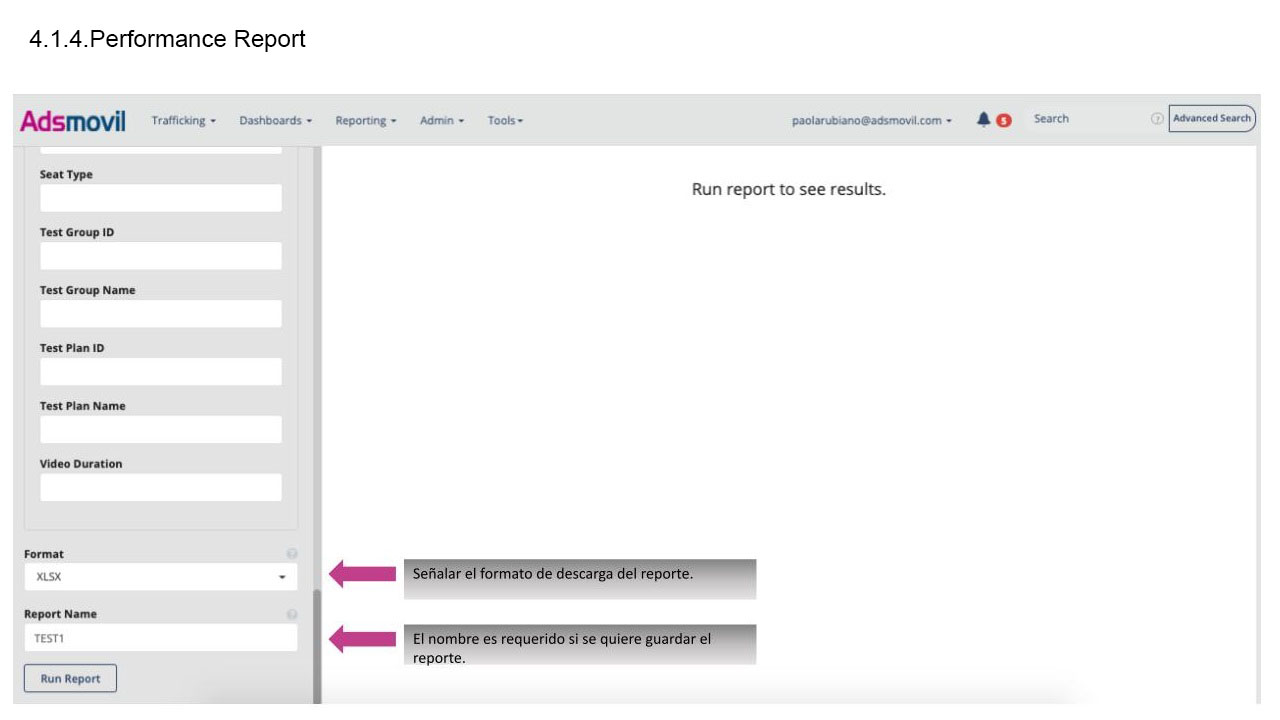 4.1.4.Performance Report
Adsmovil Trafficking Dashboards Reporting Admin Tools paolarubiano@adsmovil.com 5 Search ? Advanced Search
Seat Type
Run report to see results.
Test Group ID
Test Group Name
Test Plan ID
Test Plan Name
Video Duration
Format ?
XLSX
Señalar el formato de descarga del reporte.
Report Name ?
TEST1
El nombre es requerido si se quiere guardar el
reporte.
Run Report